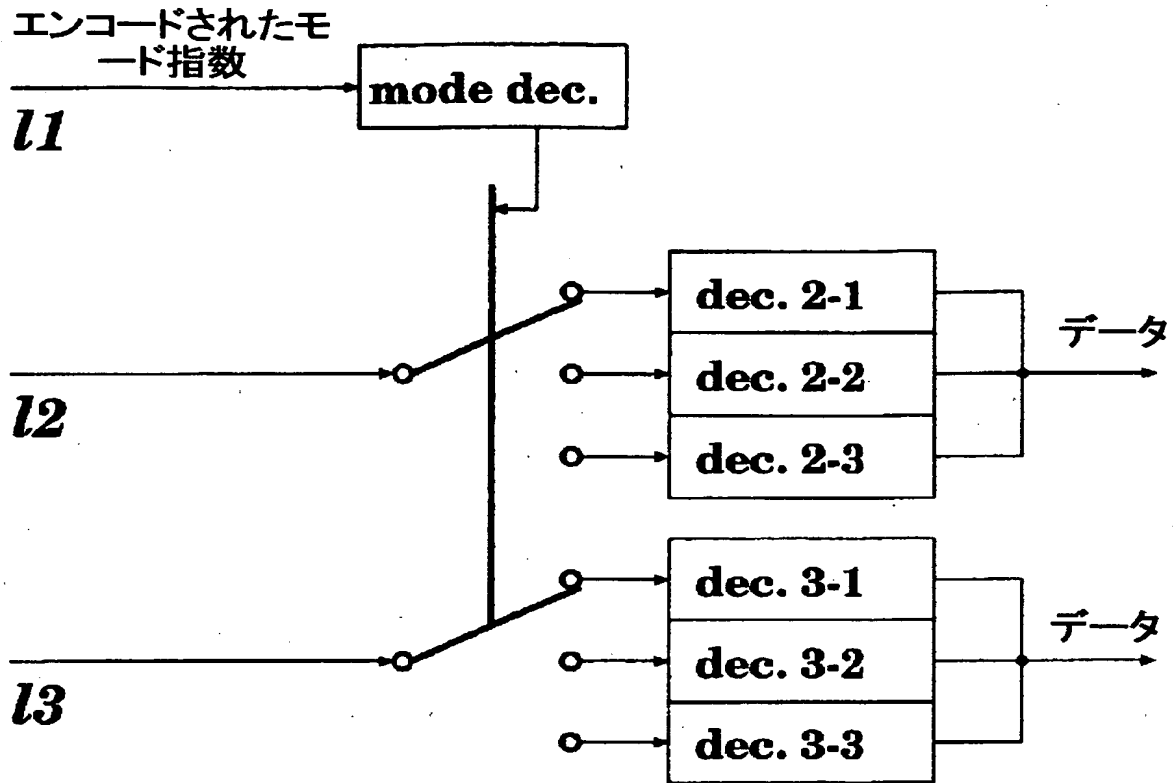 エンコードされたモ
ード指数
mode dec.
l1
dec. 2-1
データ
dec. 2-2
l2
dec. 2-3
dec. 3-1
データ
dec. 3-2
l3
dec. 3-3